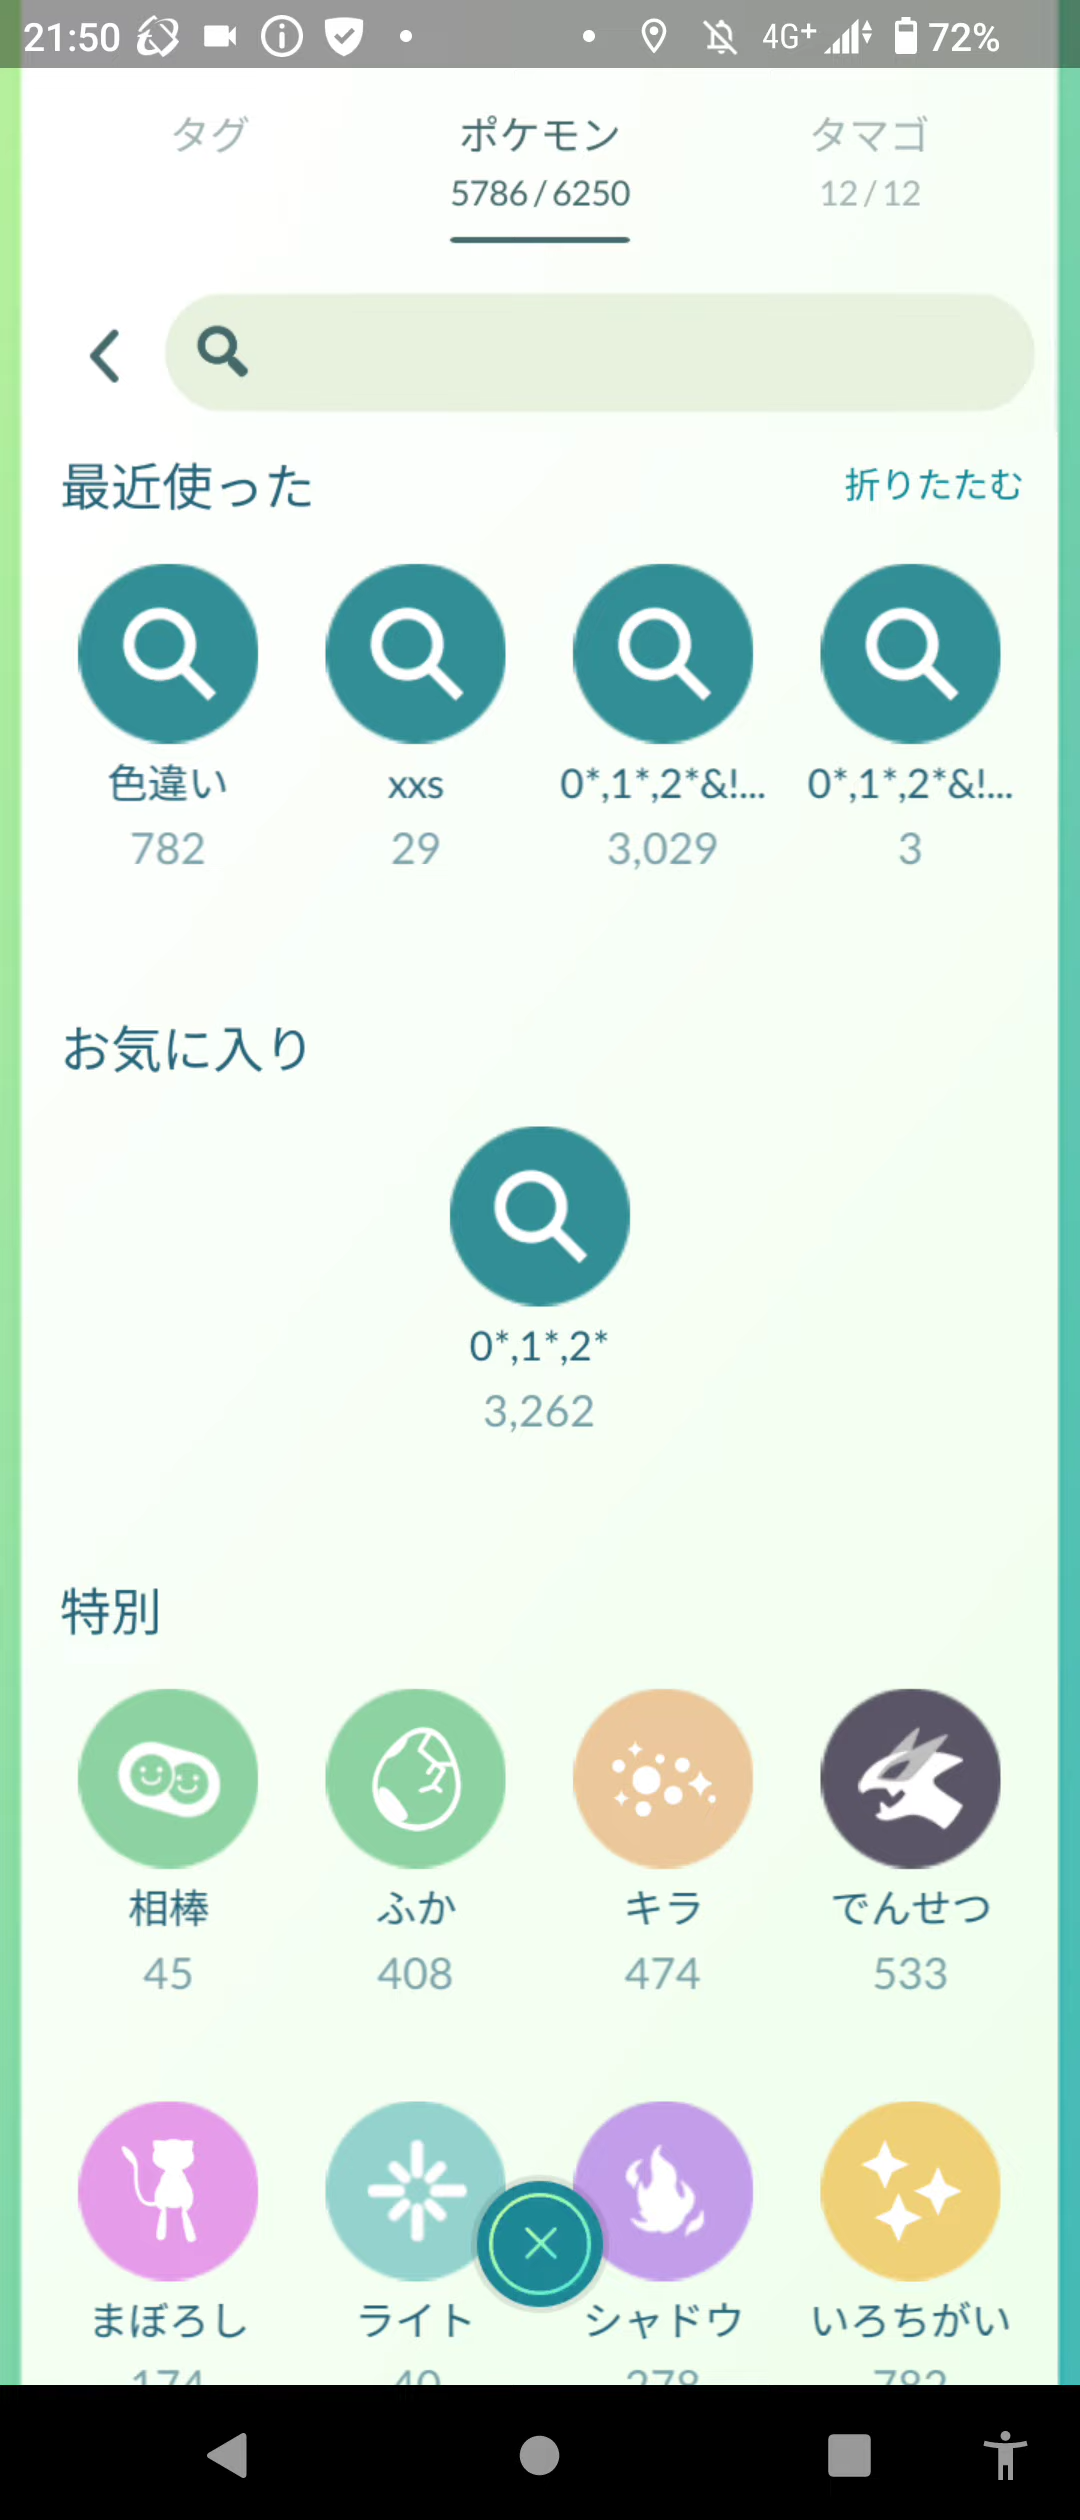 21:50 4G+ 72%
タグ ポケモン タマゴ
5786/6250 12/12
最近使った 折りたたむ
色違い xxs 0*,1*,2*&!... 0*,1*,2*&!...
782 29 3,029 3
お気に入り
0*,1*,2*
3,262
特別
相棒 ふか キラ でんせつ
45 408 474 533
まぼろし ライト シャドウ いろちがい
174 40 278 782